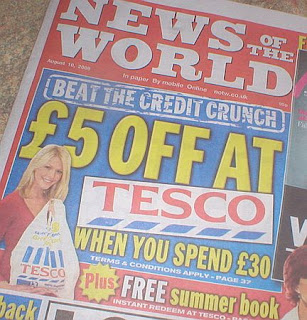 NEWS
OF THE
WORLD
August 10, 2008
In paper By mobile Online notw.co.uk
BEAT THE CREDIT CRUNCH
£5 OFF AT
TESCO
WHEN YOU SPEND £30
TERMS & CONDITIONS APPLY - PAGE 37
TESCO
Plus
FREE summer book
INSTANT REDEEM AT TESCO -
back